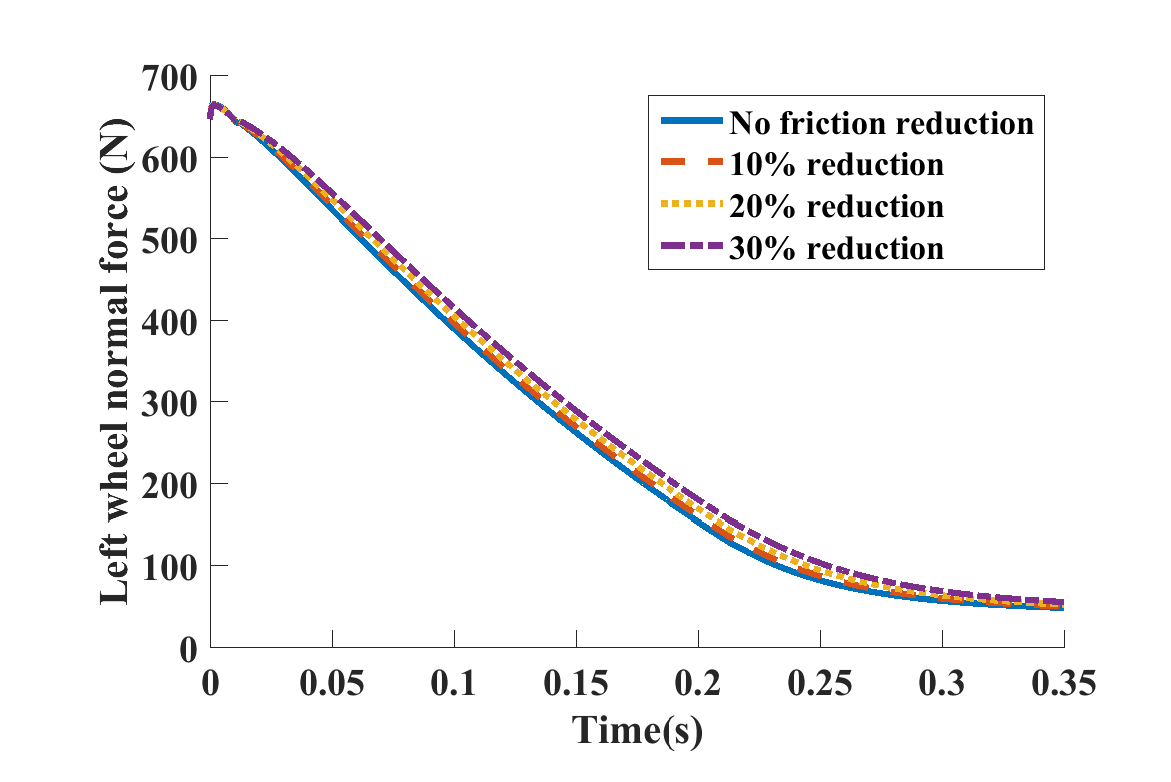 Left wheel normal force (N)
700
600
500
400
300
200
100
0
No friction reduction
10% reduction
20% reduction
30% reduction
0 0.05 0.1 0.15 0.2 0.25 0.3 0.35
Time(s)